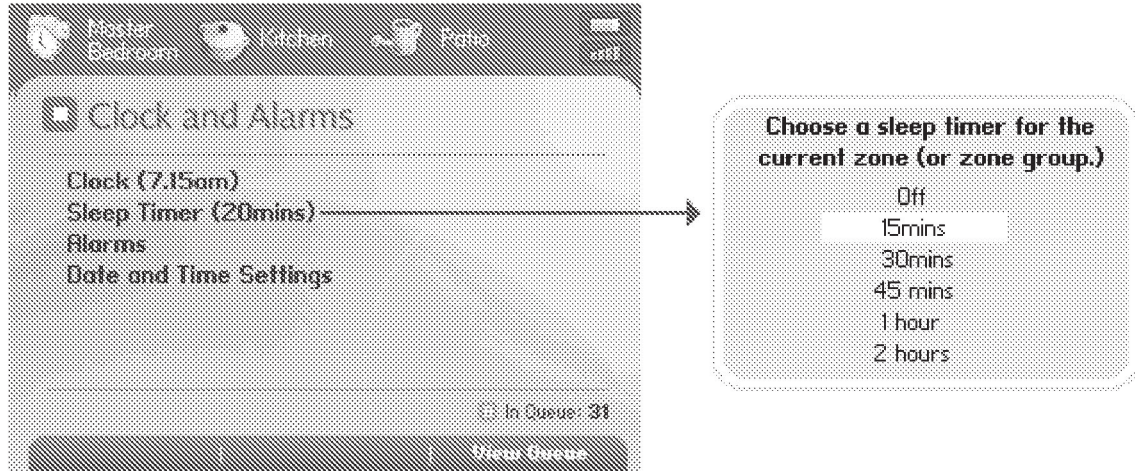 Master
Bedroom
Kitchen
Patio
Clock and Alarms
Clock (7.15am)
Sleep Timer (20mins)
Alarms
Date and Time Settings
In Queue: 31
View Queue
Choose a sleep timer for the
current zone (or zone group.)
Off
15mins
30mins
45 mins
1 hour
2 hours